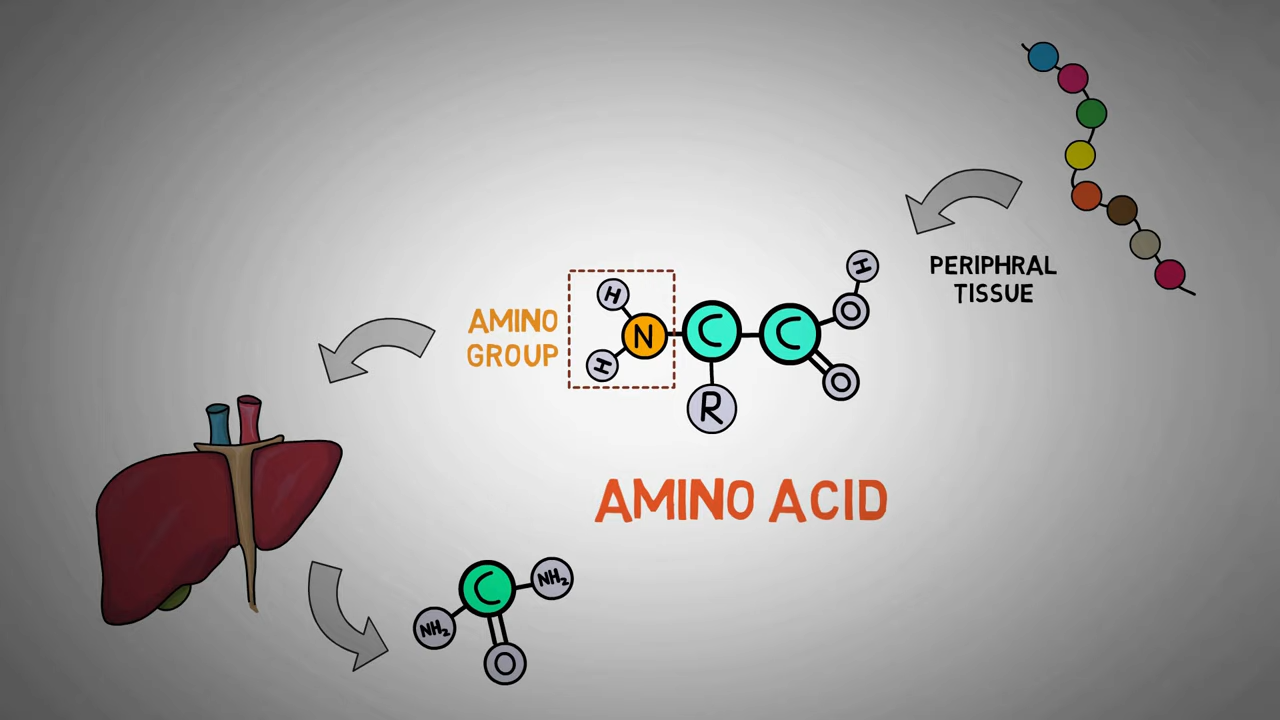 PERIPHRAL
TISSUE
AMINO
GROUP
H
N
H
C
C
O
H
O
R
AMINO ACID
C
NH₂
NH₂
O